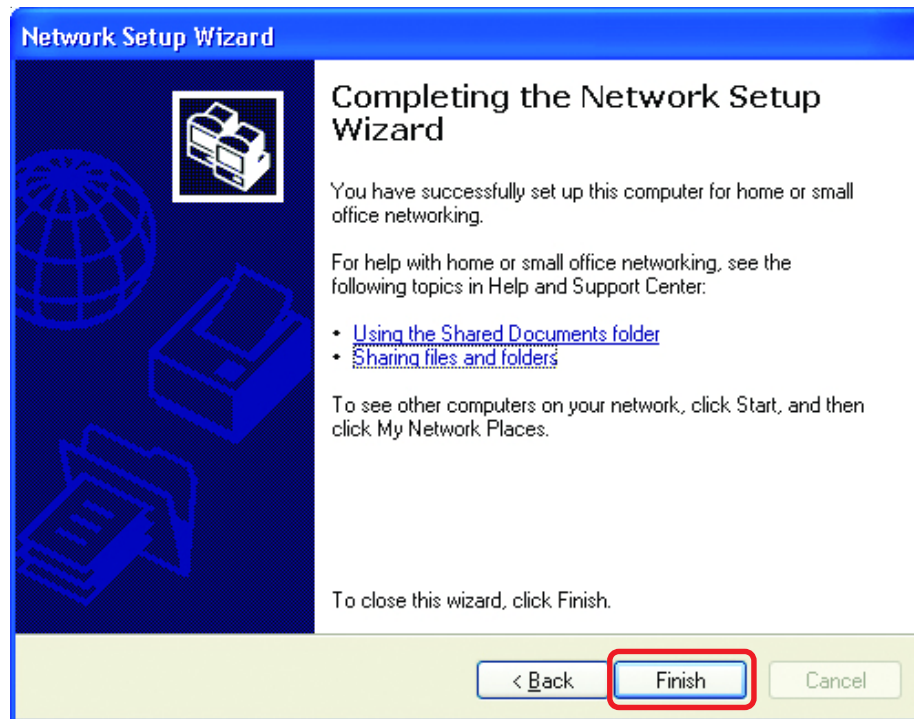 Network Setup Wizard
Completing the Network Setup
Wizard
You have successfully set up this computer for home or small
office networking.
For help with home or small office networking, see the
following topics in Help and Support Center:
• Using the Shared Documents folder
• Sharing files and folders
To see other computers on your network, click Start, and then
click My Network Places.
To close this wizard, click Finish.
< Back Finish Cancel